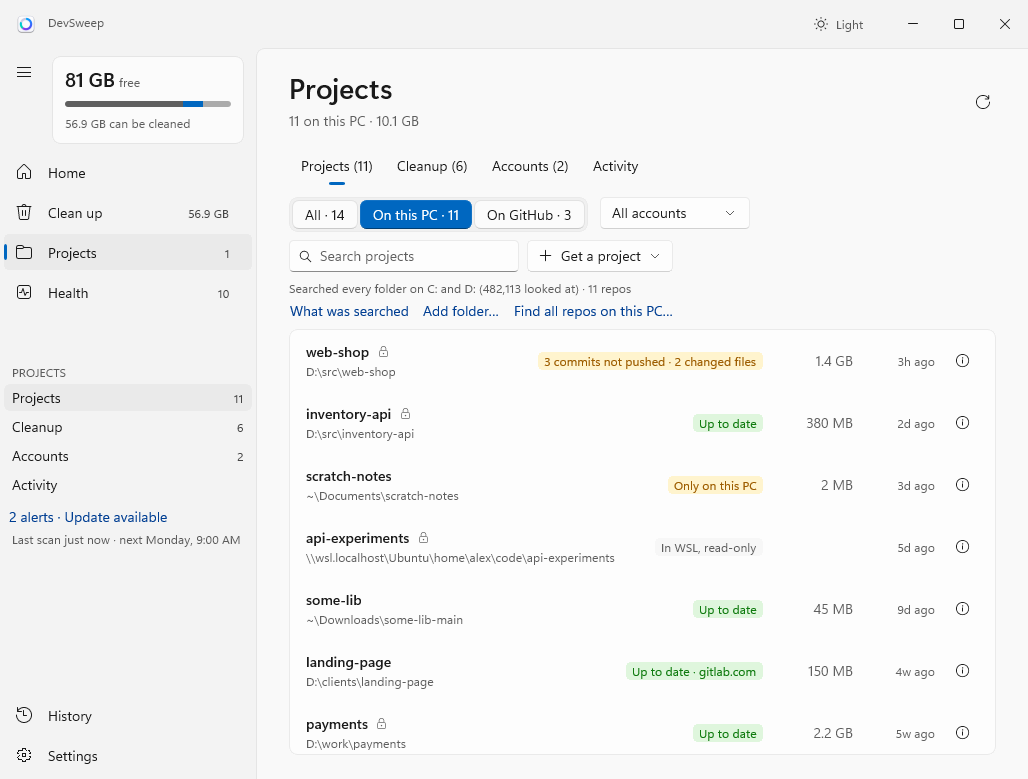 DevSweep
Light
81 GB free
56.9 GB can be cleaned
Home
Clean up 56.9 GB
Projects 1
Health 10
PROJECTS
Projects 11
Cleanup 6
Accounts 2
Activity
2 alerts · Update available
Last scan just now · next Monday, 9:00 AM
History
Settings
Projects
11 on this PC · 10.1 GB
Projects (11) Cleanup (6) Accounts (2) Activity
All · 14 On this PC · 11 On GitHub · 3 All accounts
Search projects Get a project
Searched every folder on C: and D: (482,113 looked at) · 11 repos
What was searched Add folder... Find all repos on this PC...
web-shop 3 commits not pushed · 2 changed files 1.4 GB 3h ago
D:\src\web-shop
inventory-api Up to date 380 MB 2d ago
D:\src\inventory-api
scratch-notes Only on this PC 2 MB 3d ago
~\Documents\scratch-notes
api-experiments In WSL, read-only 5d ago
\\wsl.localhost\Ubuntu\home\alex\code\api-experiments
some-lib Up to date 45 MB 9d ago
~\Downloads\some-lib-main
landing-page Up to date · gitlab.com 150 MB 4w ago
D:\clients\landing-page
payments Up to date 2.2 GB 5w ago
D:\work\payments